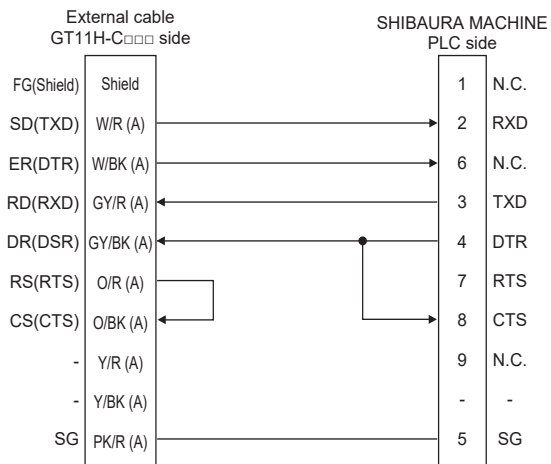 External cable
GT11H-C□□□ side
SHIBAURA MACHINE
PLC side
FG(Shield) Shield 1 N.C.
SD(TXD) W/R (A) 2 RXD
ER(DTR) W/BK (A) 6 N.C.
RD(RXD) GY/R (A) 3 TXD
DR(DSR) GY/BK (A) 4 DTR
RS(RTS) O/R (A) 7 RTS
CS(CTS) O/BK (A) 8 CTS
- Y/R (A) 9 N.C.
- Y/BK (A) - -
SG PK/R (A) 5 SG